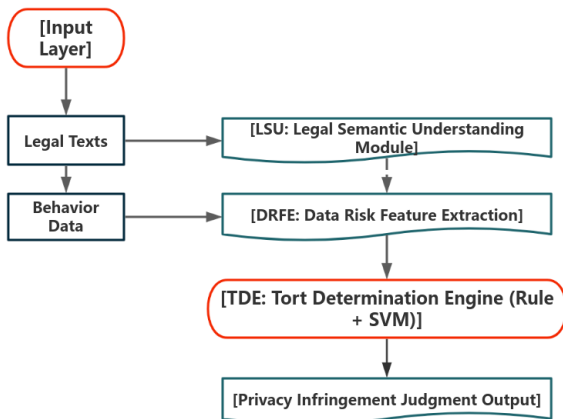 [Input
Layer]
Legal Texts
[LSU: Legal Semantic Understanding
Module]
Behavior
Data
[DRFE: Data Risk Feature Extraction]
[TDE: Tort Determination Engine (Rule
+ SVM)]
[Privacy Infringement Judgment Output]